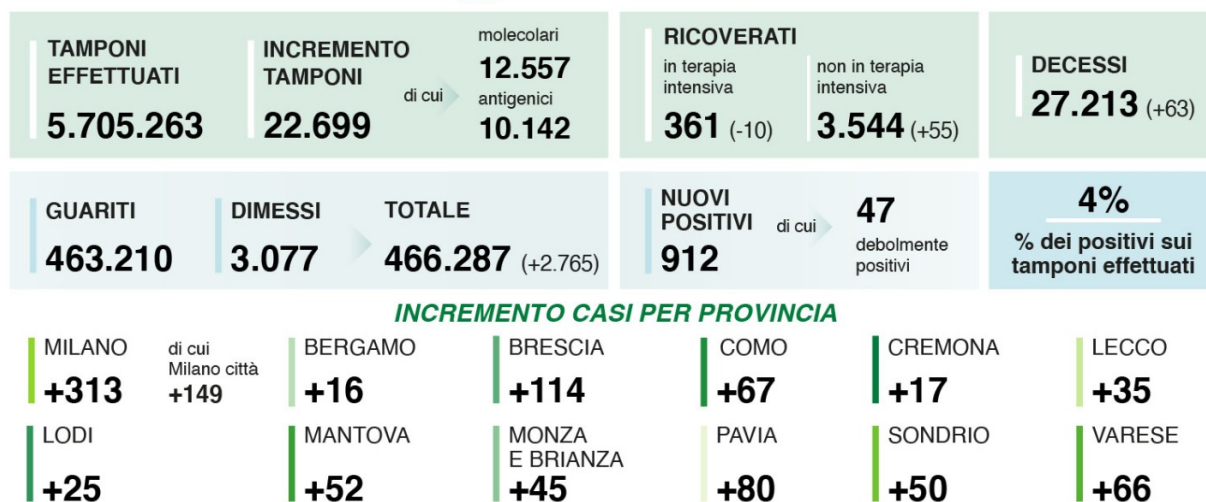 TAMPONI
EFFETTUATI
5.705.263
INCREMENTO
TAMPONI
22.699
di cui
molecolari
12.557
antigenici
10.142
RICOVERATI
in terapia
intensiva
361 (-10)
non in terapia
intensiva
3.544 (+55)
DECESSI
27.213 (+63)
GUARITI
463.210
DIMESSI
3.077
TOTALE
466.287 (+2.765)
NUOVI
POSITIVI
912
di cui
47
debolmente
positivi
4%
% dei positivi sui
tamponi effettuati
INCREMENTO CASI PER PROVINCIA
MILANO
+313
di cui
Milano città
+149
BERGAMO
+16
BRESCIA
+114
COMO
+67
CREMONA
+17
LECCO
+35
LODI
+25
MANTOVA
+52
MONZA
E BRIANZA
+45
PAVIA
+80
SONDRIO
+50
VARESE
+66